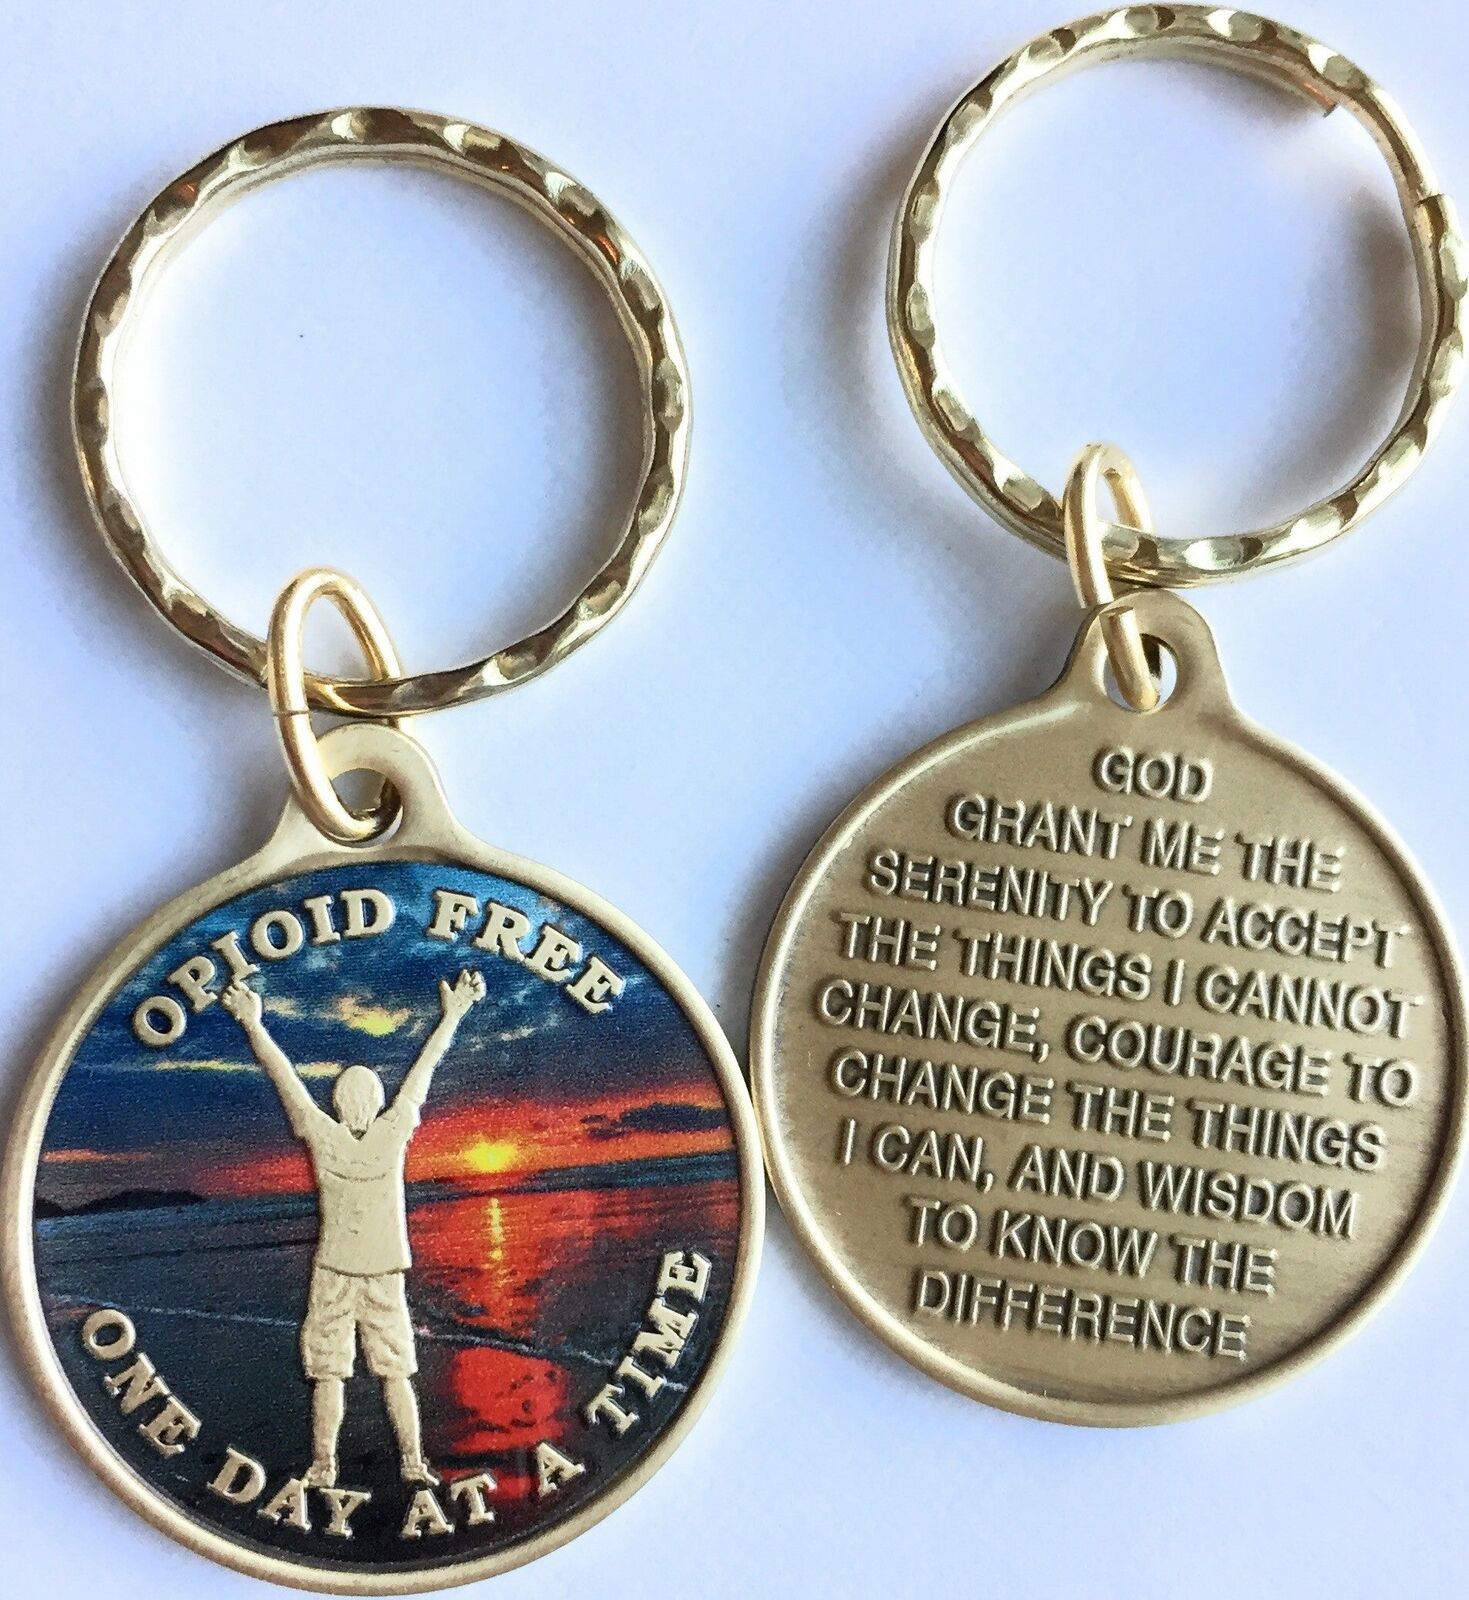 OPIOID FREE
ONE DAY AT A TIME
GOD
GRANT ME THE
SERENITY TO ACCEPT
THE THINGS I CANNOT
CHANGE, COURAGE TO
CHANGE THE THINGS
I CAN, AND WISDOM
TO KNOW THE
DIFFERENCE